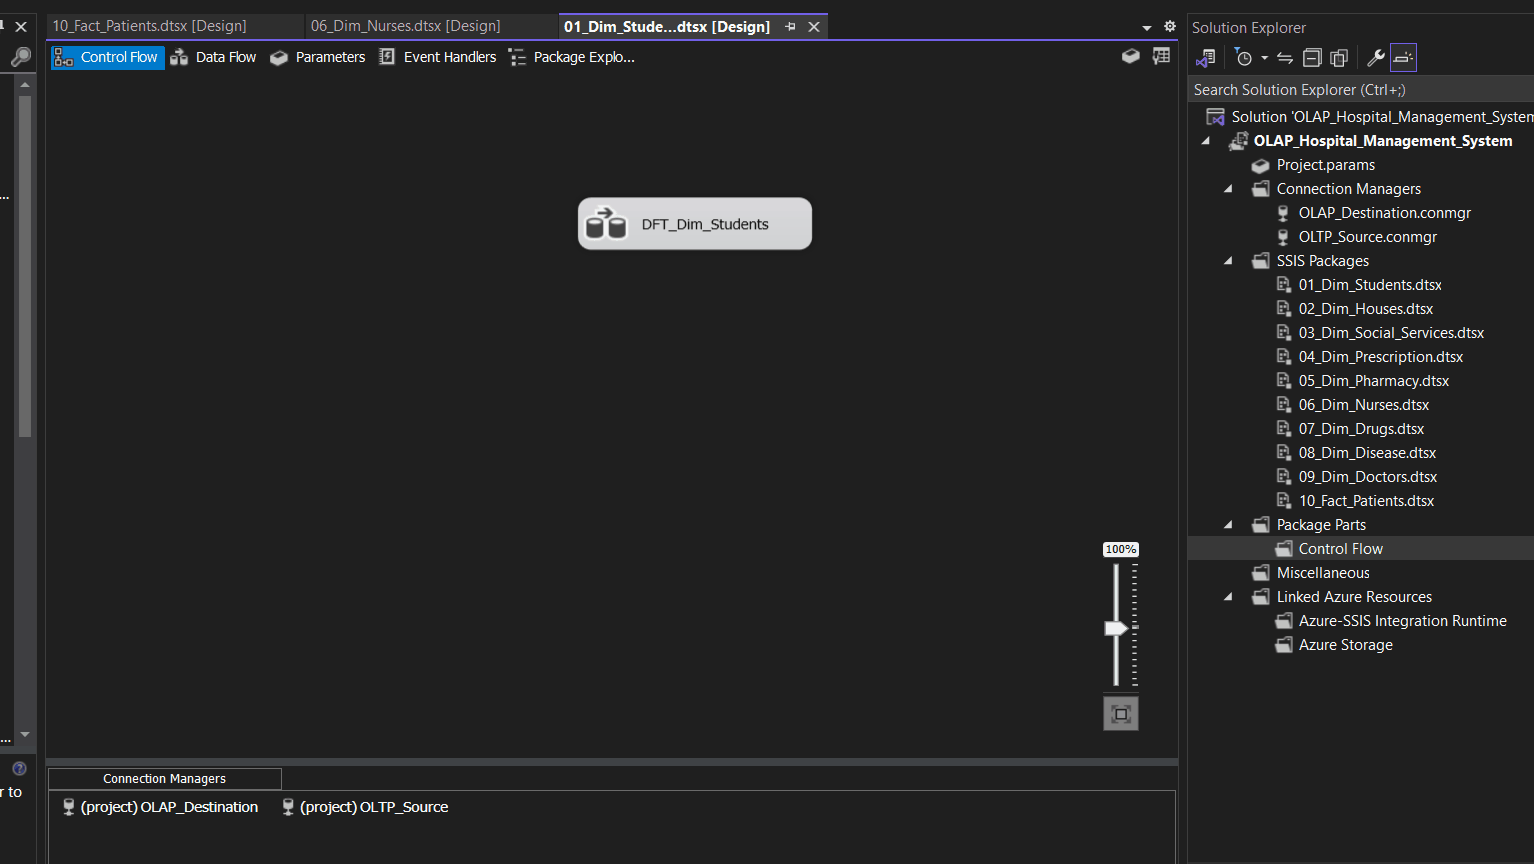 10_Fact_Patients.dtsx [Design]
06_Dim_Nurses.dtsx [Design]
01_Dim_Stude...dtsx [Design]
Control Flow
Data Flow
Parameters
Event Handlers
Package Explo...
DFT_Dim_Students
100%
Connection Managers
(project) OLAP_Destination
(project) OLTP_Source
...
...
r to
Solution Explorer
Search Solution Explorer (Ctrl+;)
Solution 'OLAP_Hospital_Management_System
OLAP_Hospital_Management_System
Project.params
Connection Managers
OLAP_Destination.conmgr
OLTP_Source.conmgr
SSIS Packages
01_Dim_Students.dtsx
02_Dim_Houses.dtsx
03_Dim_Social_Services.dtsx
04_Dim_Prescription.dtsx
05_Dim_Pharmacy.dtsx
06_Dim_Nurses.dtsx
07_Dim_Drugs.dtsx
08_Dim_Disease.dtsx
09_Dim_Doctors.dtsx
10_Fact_Patients.dtsx
Package Parts
Control Flow
Miscellaneous
Linked Azure Resources
Azure-SSIS Integration Runtime
Azure Storage